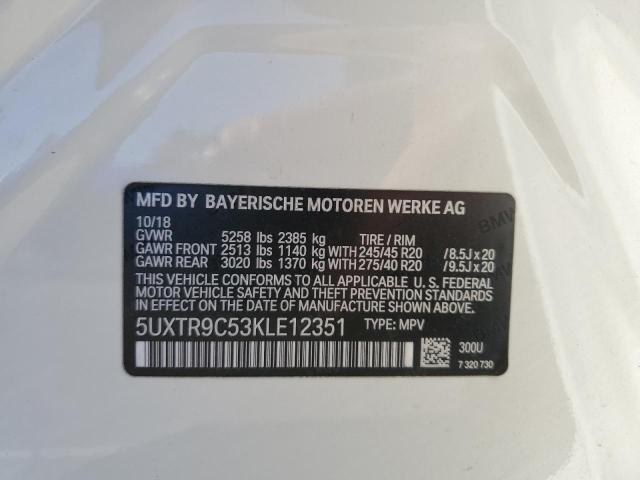 MFD BY BAYERISCHE MOTOREN WERKE AG
10/18
GVWR 5258 lbs 2385 kg TIRE / RIM
GAWR FRONT 2513 lbs 1140 kg WITH 245/45 R20 /8.5J x 20
GAWR REAR 3020 lbs 1370 kg WITH 275/40 R20 /9.5J x 20
THIS VEHICLE CONFORMS TO ALL APPLICABLE U. S. FEDERAL
MOTOR VEHICLE SAFETY AND THEFT PREVENTION STANDARDS
IN EFFECT ON THE DATE OF MANUFACTURE SHOWN ABOVE.
5UXTR9C53KLE12351 TYPE: MPV
300U
7 320 730